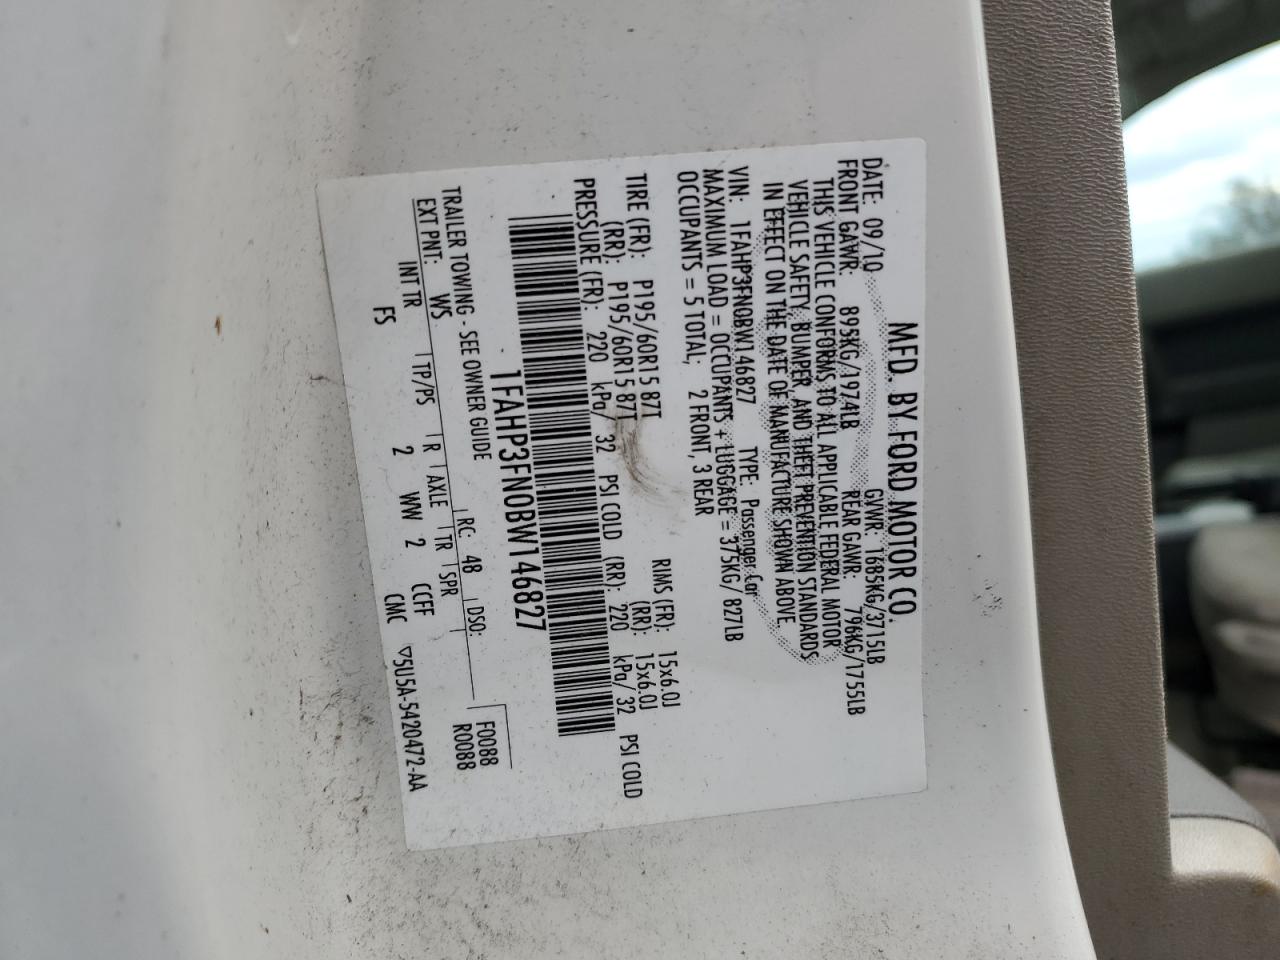 MFD. BY FORD MOTOR CO.
DATE: 09/10 GVWR: 1685KG/3715LB
FRONT GAWR: 895KG/1974LB REAR GAWR: 796KG/1755LB
THIS VEHICLE CONFORMS TO ALL APPLICABLE FEDERAL MOTOR
VEHICLE SAFETY, BUMPER, AND THEFT PREVENTION STANDARDS
IN EFFECT ON THE DATE OF MANUFACTURE SHOWN ABOVE.
VIN: 1FAHP3FN0BW146827 TYPE: Passenger Car
MAXIMUM LOAD = OCCUPANTS + LUGGAGE = 375KG/ 827LB
OCCUPANTS = 5 TOTAL; 2 FRONT, 3 REAR
TIRE (FR): P195/60R15 87T RIMS (FR): 15x6.0J
(RR): P195/60R15 87T (RR): 15x6.0J
PRESSURE (FR): 220 kPa/ 32 PSI COLD (RR): 220 kPa/ 32 PSI COLD
1FAHP3FN0BW146827
TRAILER TOWING - SEE OWNER GUIDE F0088
R0088
EXT PNT: WS RC: 48 DSO:
INT TR TP/PS R AXLE TR SPR
FS 2 WW 2 CCFF
CMC ▽5U5A-5420472-AA